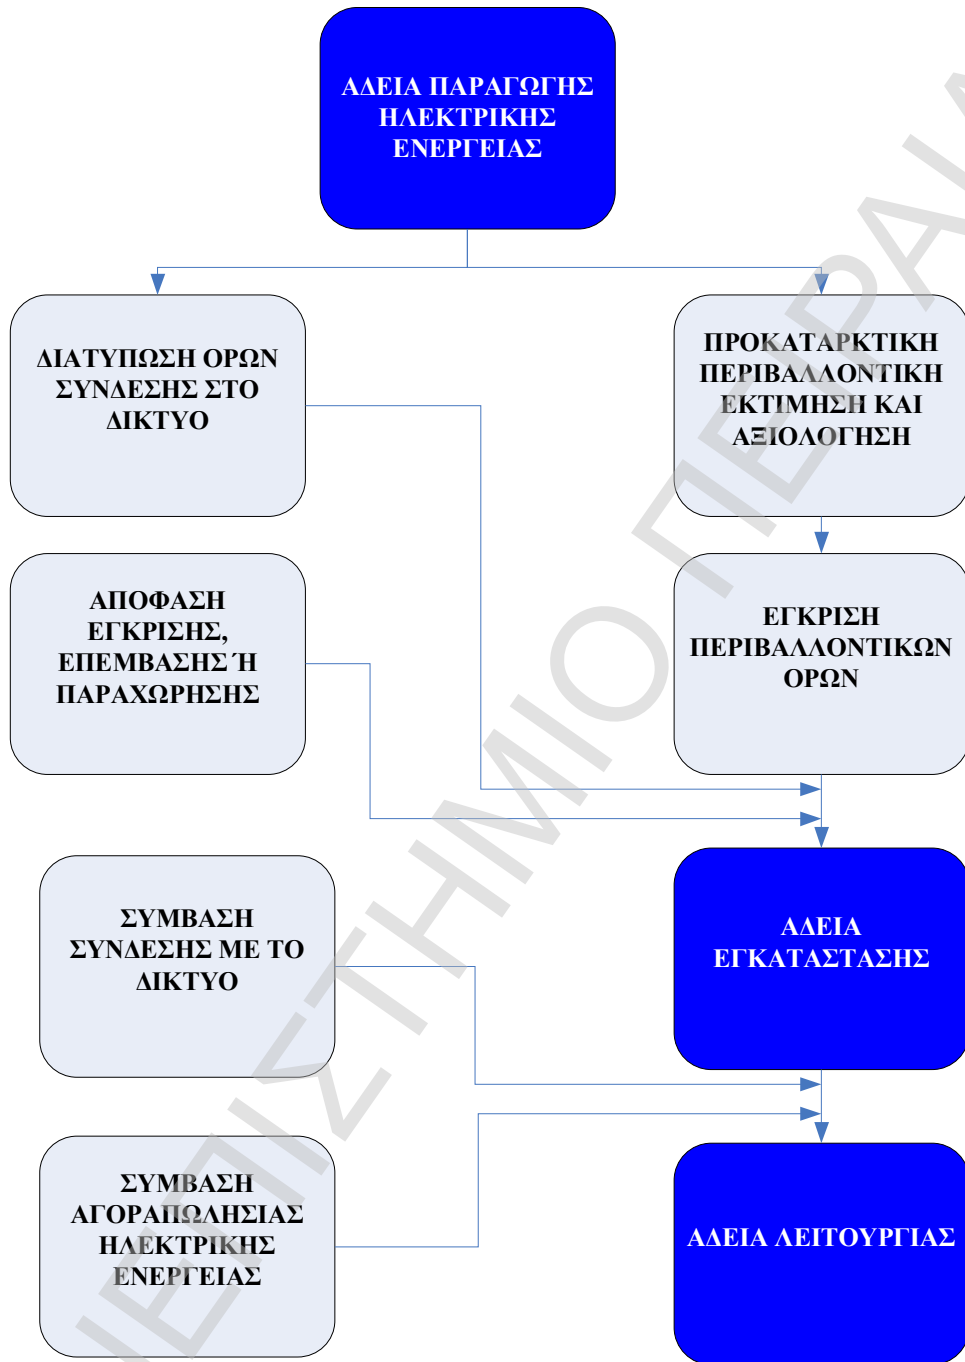 ΑΔΕΙΑ ΠΑΡΑΓΩΓΗΣ
ΗΛΕΚΤΡΙΚΗΣ
ΕΝΕΡΓΕΙΑΣ
ΔΙΑΤΥΠΩΣΗ ΟΡΩΝ
ΣΥΝΔΕΣΗΣ ΣΤΟ
ΔΙΚΤΥΟ
ΠΡΟΚΑΤΑΡΚΤΙΚΗ
ΠΕΡΙΒΑΛΛΟΝΤΙΚΗ
ΕΚΤΙΜΗΣΗ ΚΑΙ
ΑΞΙΟΛΟΓΗΣΗ
ΑΠΟΦΑΣΗ
ΕΓΚΡΙΣΗΣ,
ΕΠΕΜΒΑΣΗΣ Ή
ΠΑΡΑΧΩΡΗΣΗΣ
ΕΓΚΡΙΣΗ
ΠΕΡΙΒΑΛΛΟΝΤΙΚΩΝ
ΟΡΩΝ
ΣΥΜΒΑΣΗ
ΣΥΝΔΕΣΗΣ ΜΕ ΤΟ
ΔΙΚΤΥΟ
ΑΔΕΙΑ
ΕΓΚΑΤΑΣΤΑΣΗΣ
ΣΥΜΒΑΣΗ
ΑΓΟΡΑΠΩΛΗΣΙΑΣ
ΗΛΕΚΤΡΙΚΗΣ
ΕΝΕΡΓΕΙΑΣ
ΑΔΕΙΑ ΛΕΙΤΟΥΡΓΙΑΣ